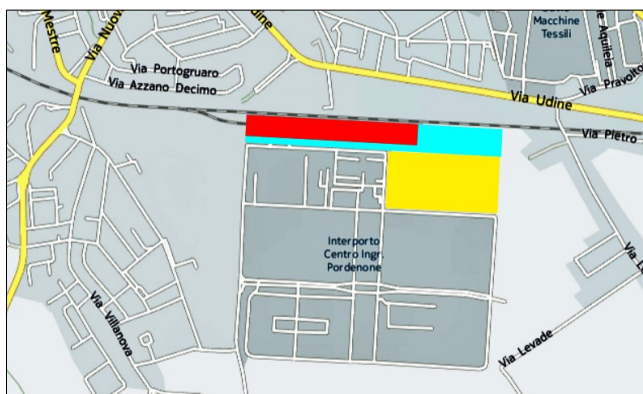 Mestre
Via Nuova
Udine
Macchine
Tessili
Aquileia
Via Portogruaro
Via Azzano Decimo
Via Pravolto
Via Udine
Via Pietro
Interporto
Centro Ingr.
Pordenone
Via Villanova
Via Levade